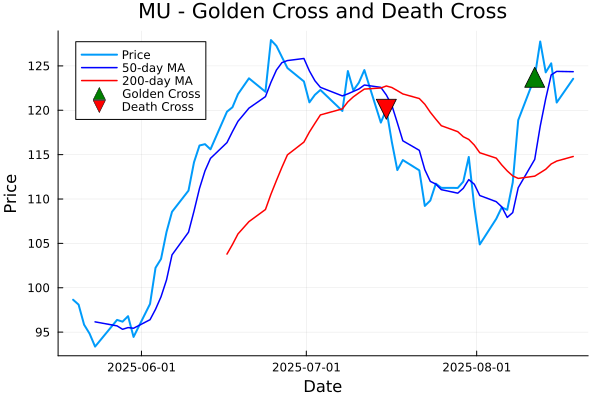 MU - Golden Cross and Death Cross
Price
50-day MA
200-day MA
Golden Cross
Death Cross
Price
125
120
115
110
105
100
95
2025-06-01
2025-07-01
2025-08-01
Date